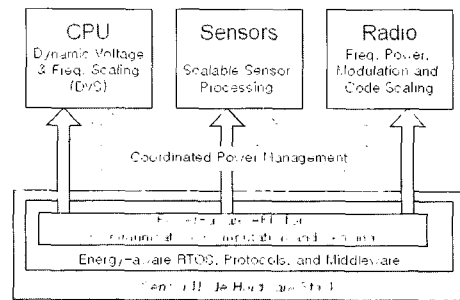 CPU
Dynamic Voltage
& Freq. Scaling
(DVS)
Sensors
Scalable Sensor
Processing
Radio
Freq. Power,
Modulation and
Code Scaling
Coordinated Power Management
Energy-aware RTOS, Protocols, and Middleware